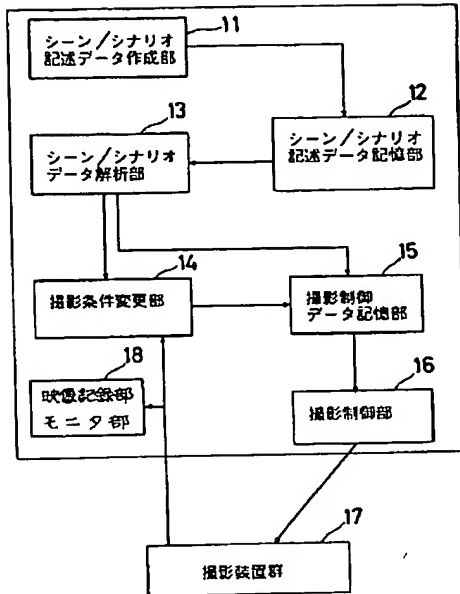 11
シーン／シナリオ
記述データ作成部
12
シーン／シナリオ
記述データ記憶部
13
シーン／シナリオ
データ解析部
14
撮影条件変更部
15
撮影制御
データ記憶部
16
撮影制御部
18
映像記録部
モニタ部
17
撮影装置群